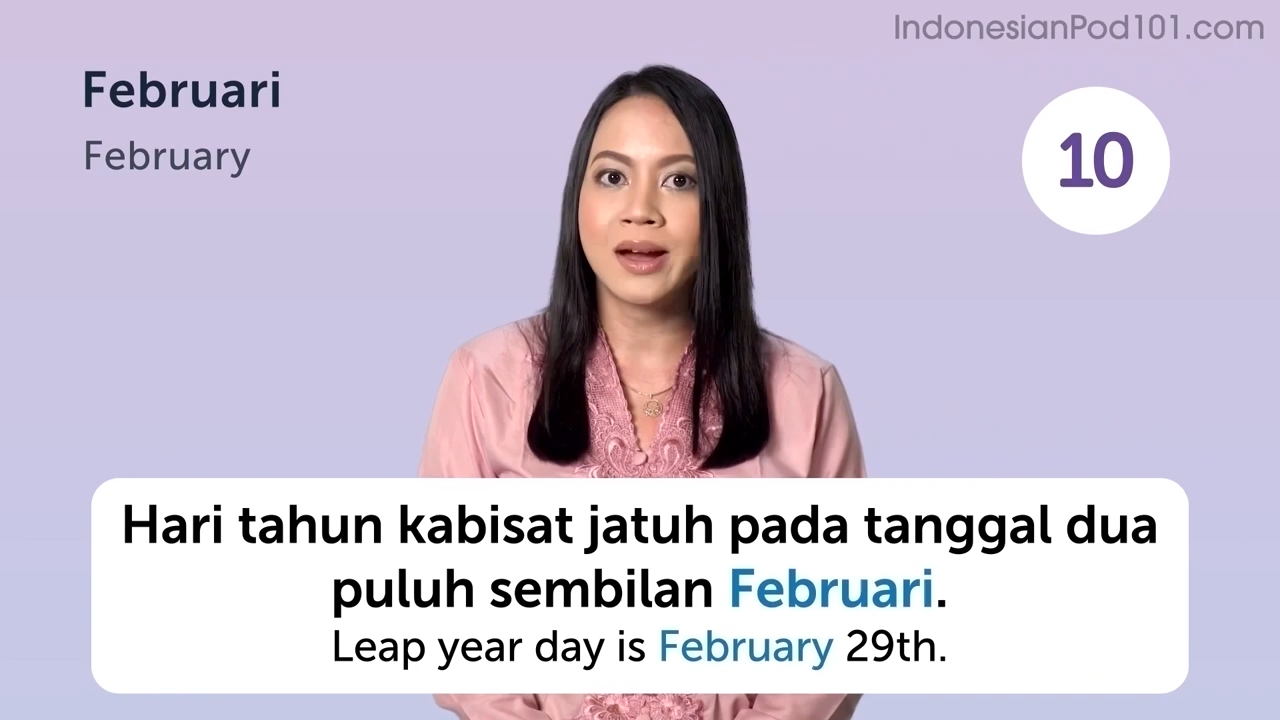 IndonesianPod101.com
Februari
February
10
Hari tahun kabisat jatuh pada tanggal dua
puluh sembilan Februari.
Leap year day is February 29th.